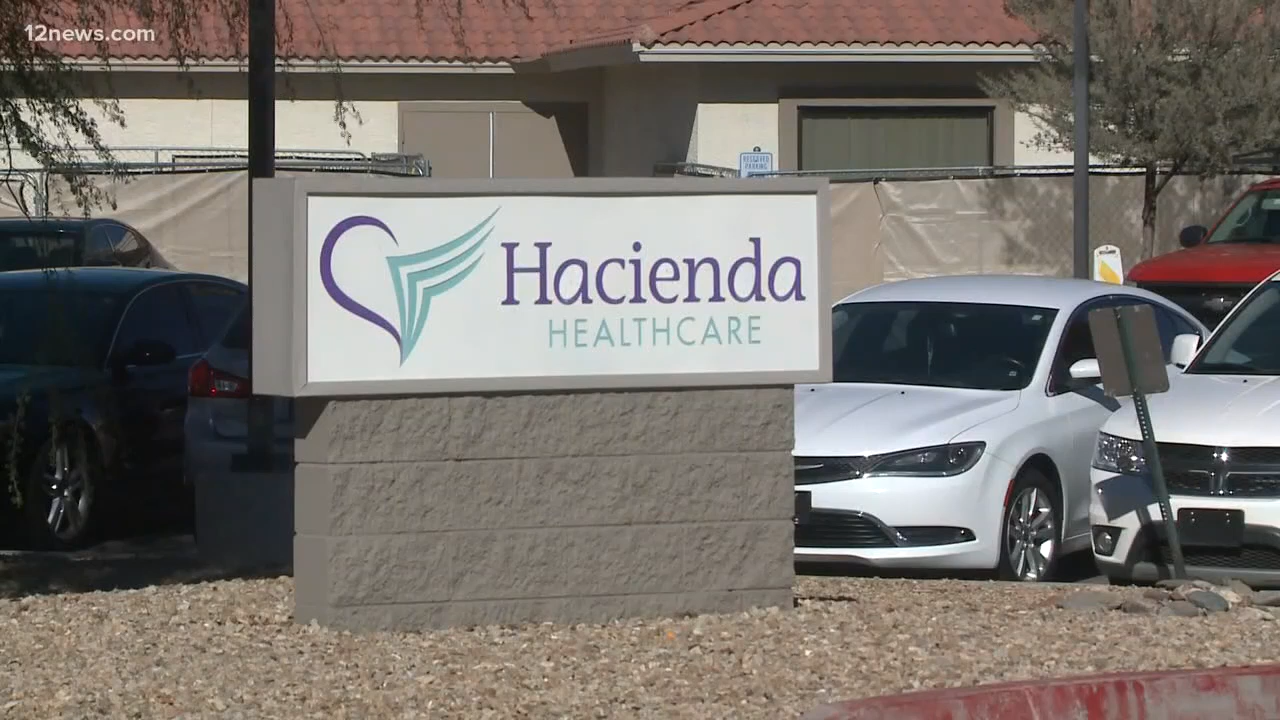 12news.com
RESERVED
PARKING
Hacienda
HEALTHCARE